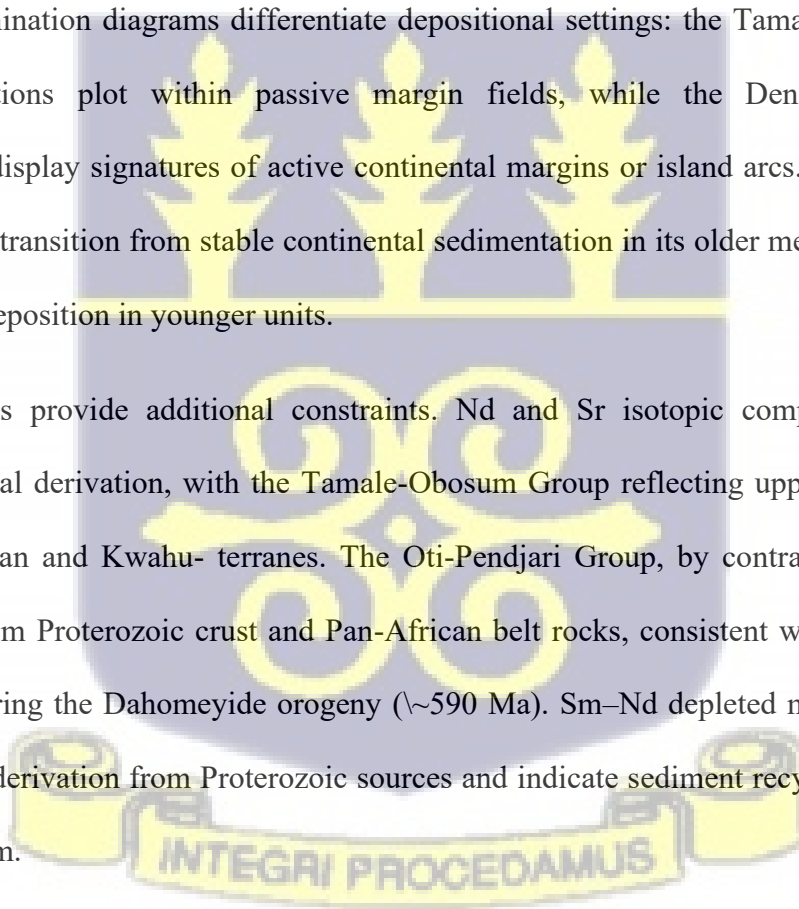 mination diagrams differentiate depositional settings: the Tama
tions plot within passive margin fields, while the Den
display signatures of active continental margins or island arcs.
transition from stable continental sedimentation in its older me
eposition in younger units.
s provide additional constraints. Nd and Sr isotopic comp
al derivation, with the Tamale-Obosum Group reflecting upp
an and Kwahu- terranes. The Oti-Pendjari Group, by contra
m Proterozoic crust and Pan-African belt rocks, consistent w
ring the Dahomeyide orogeny (\~590 Ma). Sm–Nd depleted m
derivation from Proterozoic sources and indicate sediment recy
m.
INTEGRI PROCEDAMUS